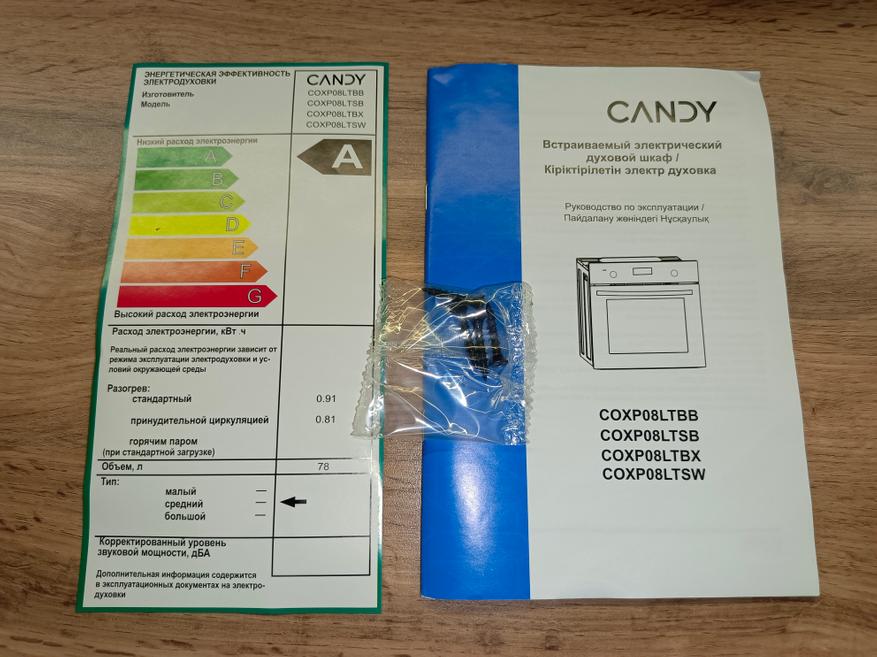 ЭНЕРГЕТИЧЕСКАЯ ЭФФЕКТИВНОСТЬ
ЭЛЕКТРОДУХОВКИ
Изготовитель
Модель
CANDY
COXP08LTBB
COXP08LTSB
COXP08LTBX
COXP08LTSW
Низкий расход электроэнергии
A
B
C
D
E
F
G
A
Высокий расход электроэнергии
Расход электроэнергии, кВт·ч
Реальный расход электроэнергии зависит от
режима эксплуатации электродуховки и ус-
ловий окружающей среды
Разогрев:
стандартный 0.91
принудительной циркуляцией 0.81
горячим паром
(при стандартной загрузке)
Объем, л 78
Тип:
малый —
средний —
большой —
Корректированный уровень
звуковой мощности, дБА
Дополнительная информация содержится
в эксплуатационных документах на электро-
духовки
CANDY
Встраиваемый электрический
духовой шкаф /
Кіріктірілетін электр духовка
Руководство по эксплуатации /
Пайдалану жөніндегі Нұсқаулық
COXP08LTBB
COXP08LTSB
COXP08LTBX
COXP08LTSW